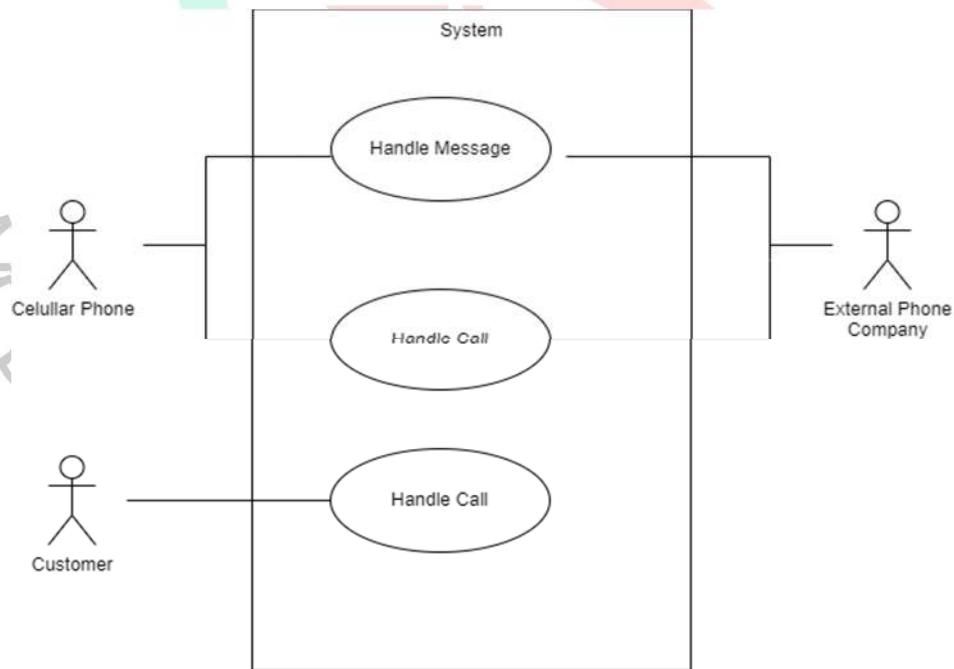 System
Handle Message
Celullar Phone
External Phone
Company
Handle Call
Customer
Handle Call